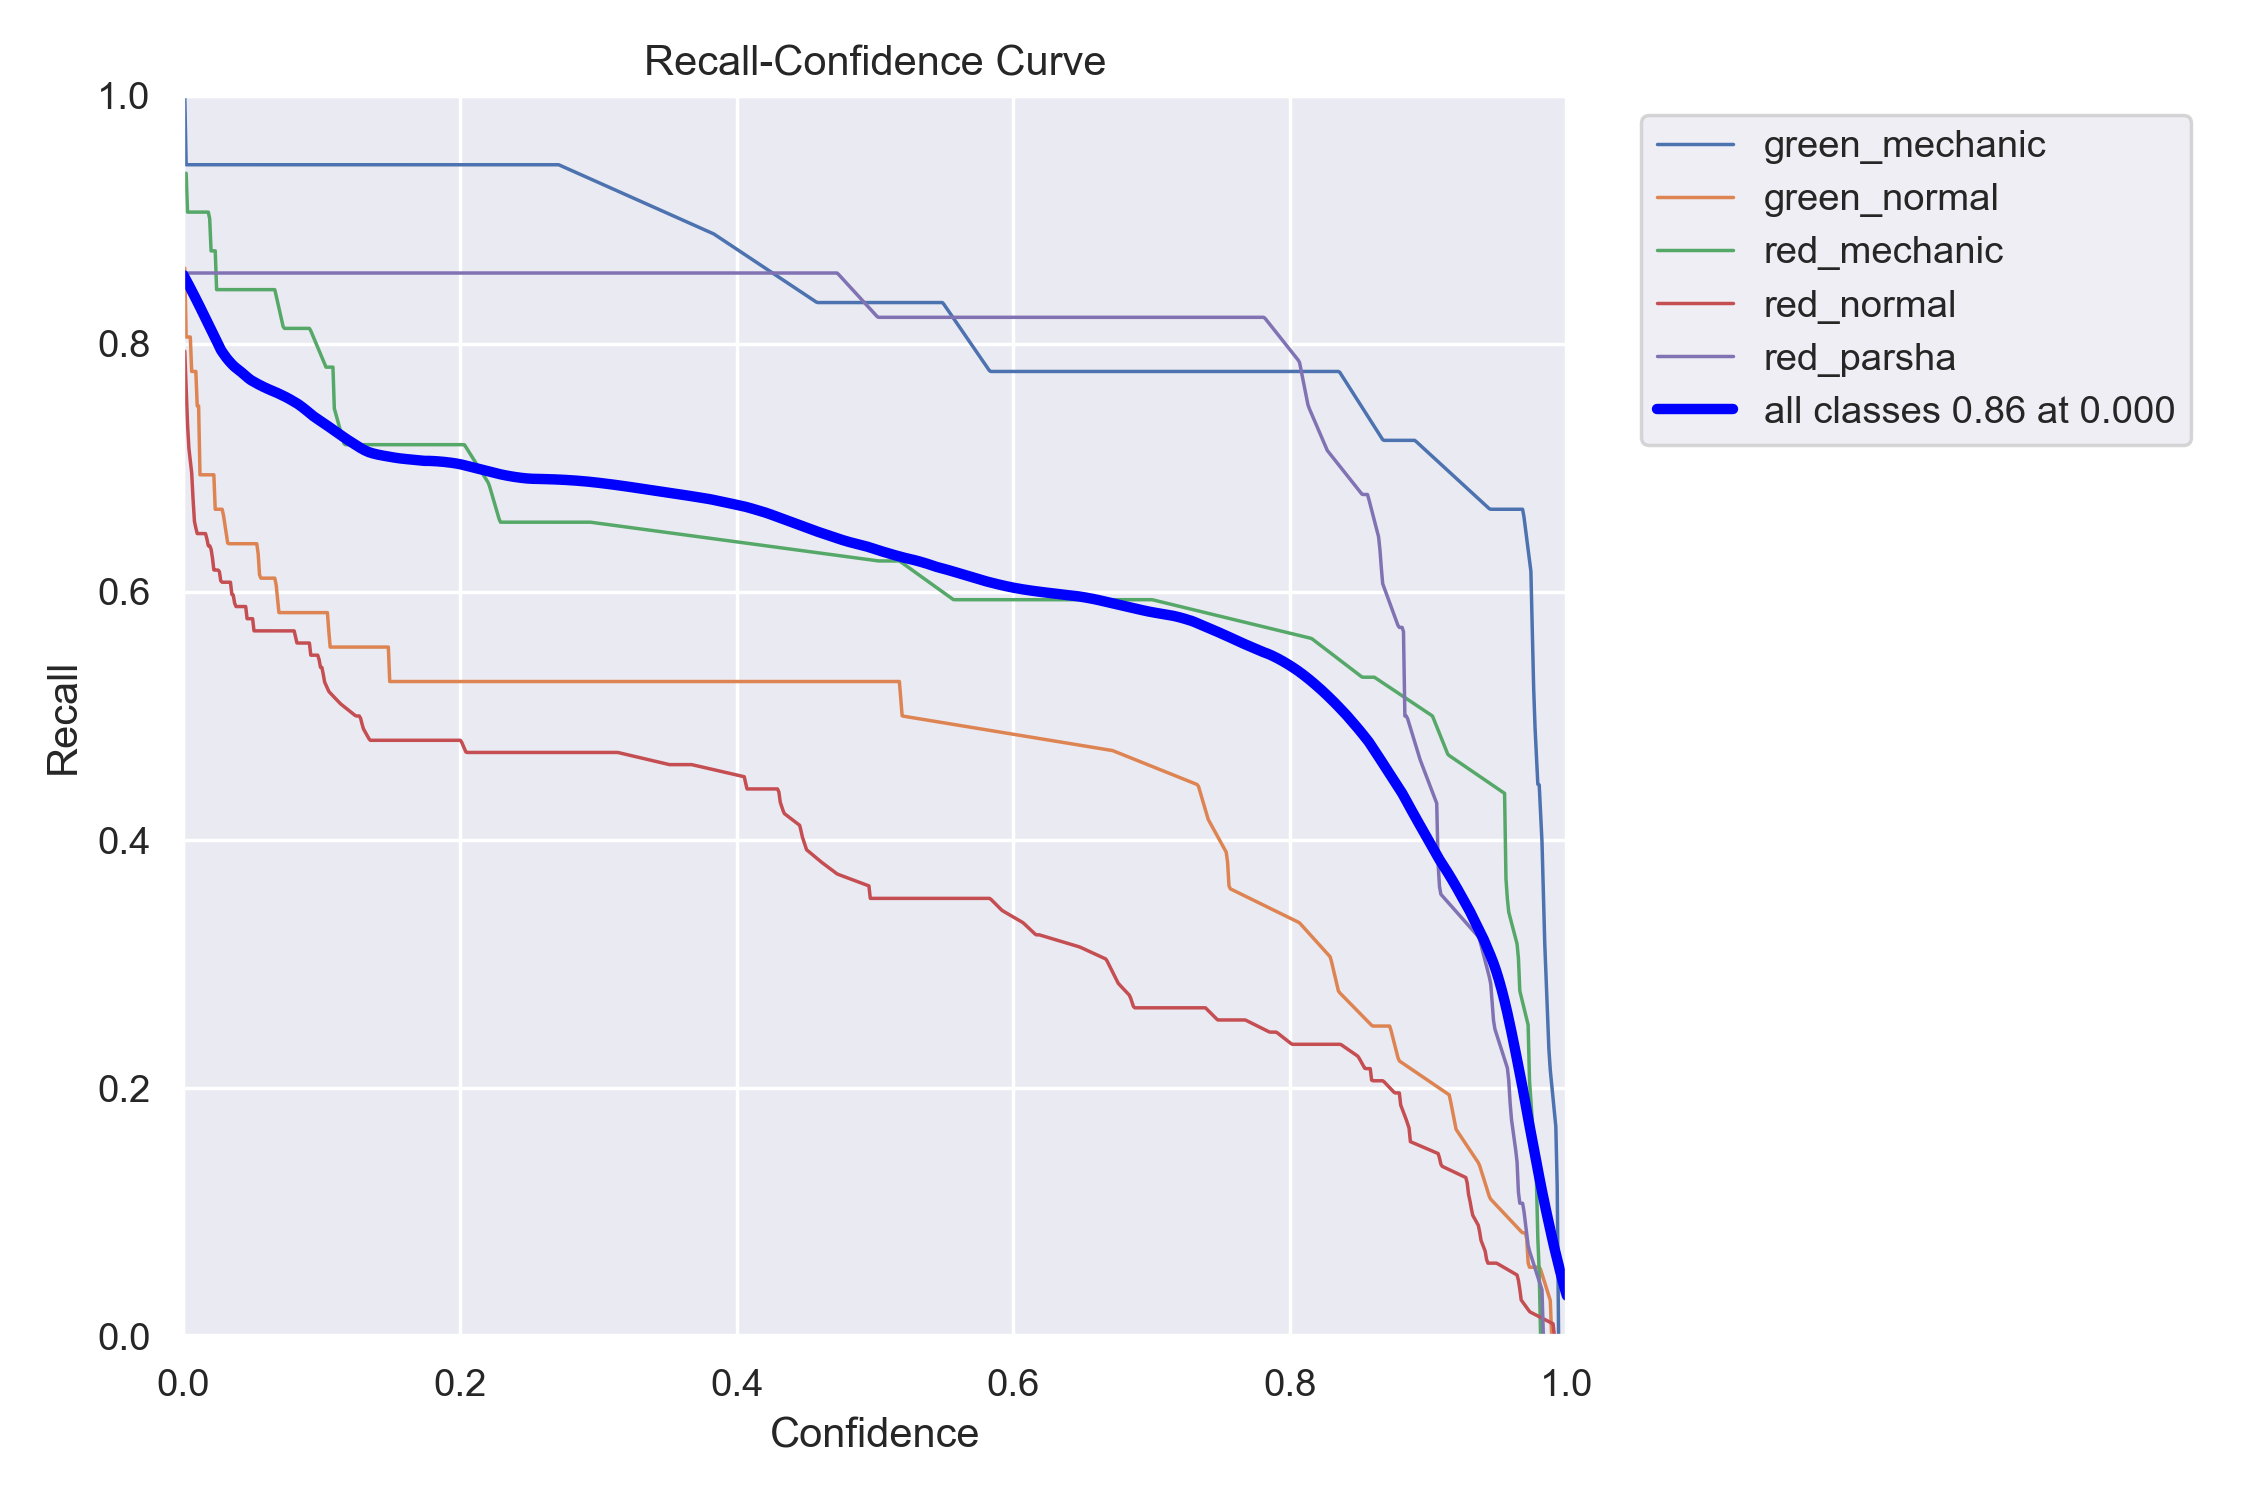 Recall-Confidence Curve
1.0
0.8
0.6
0.4
0.2
0.0
Recall
0.0 0.2 0.4 0.6 0.8 1.0
Confidence
green_mechanic
green_normal
red_mechanic
red_normal
red_parsha
all classes 0.86 at 0.000